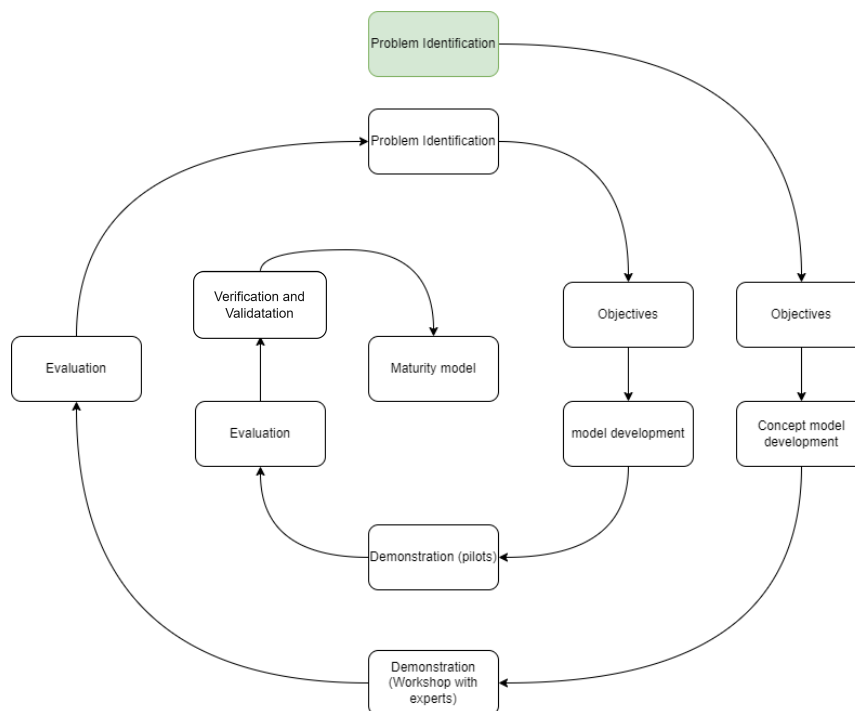 Problem Identification
Problem Identification
Verification and
Validatation
Objectives
Objectives
Evaluation
Maturity model
Evaluation
model development
Concept model
development
Demonstration (pilots)
Demonstration
(Workshop with
experts)